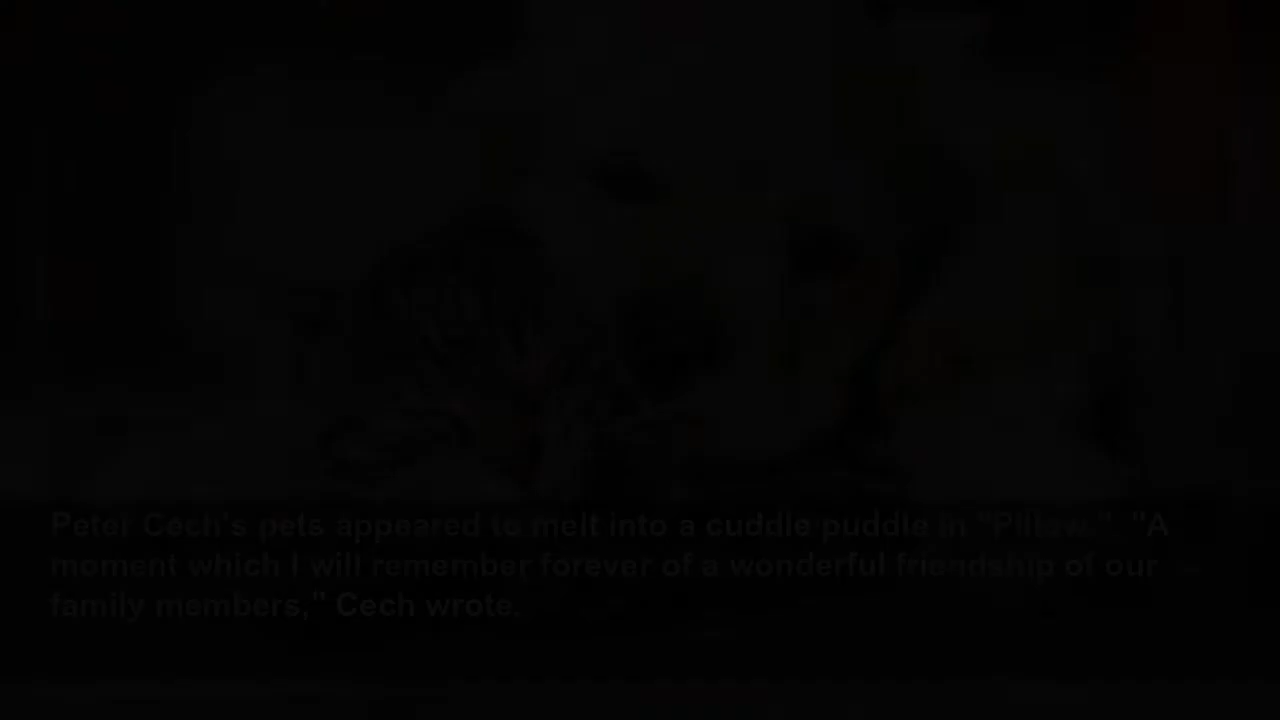 Peter Cech's pets appeared to melt into a cuddle puddle in "Pillow.". "A
moment which I will remember forever of a wonderful friendship of our
family members," Cech wrote.